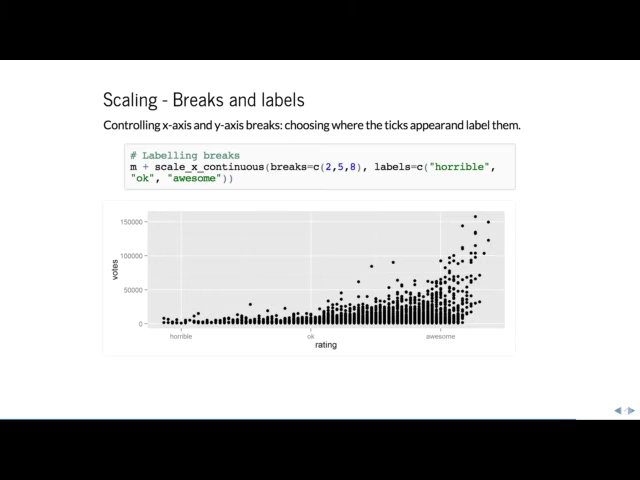 Scaling - Breaks and labels
Controlling x-axis and y-axis breaks: choosing where the ticks appearand label them.
# Labelling breaks
m + scale_x_continuous(breaks=c(2,5,8), labels=c("horrible",
"ok", "awesome"))
150000
100000
50000
0
votes
horrible ok awesome
rating